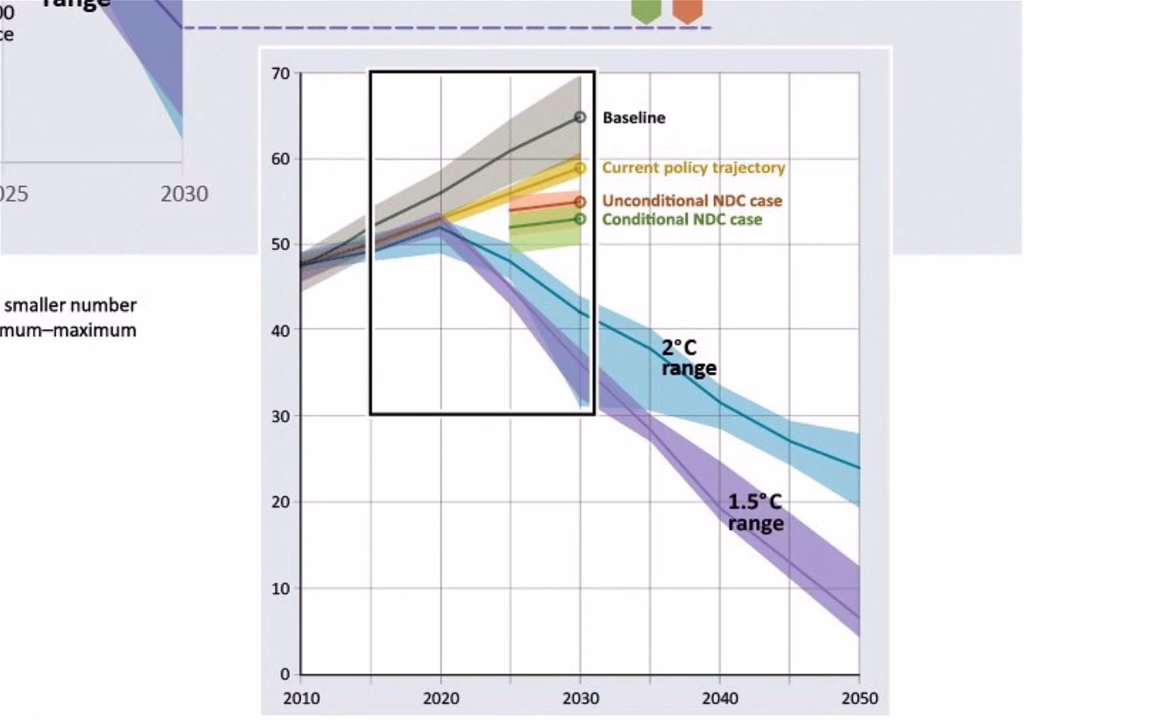 range
00
ce
025
2030
smaller number
mum–maximum
70
60
50
40
30
20
10
0
2010
2020
2030
2040
2050
Baseline
Current policy trajectory
Unconditional NDC case
Conditional NDC case
2°C
range
1.5°C
range